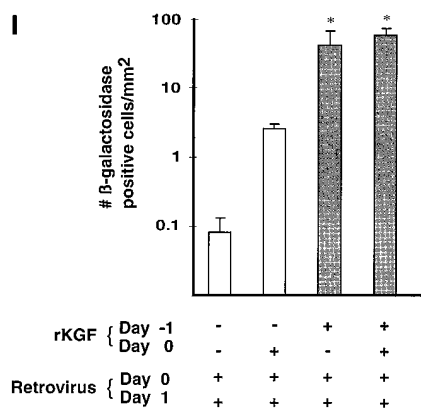 I
100
* *
10
1
0.1
# ß-galactosidase
positive cells/mm2
rKGF { Day -1 - - + +
Day 0 - + - +
Retrovirus { Day 0 + + + +
Day 1 + + + +